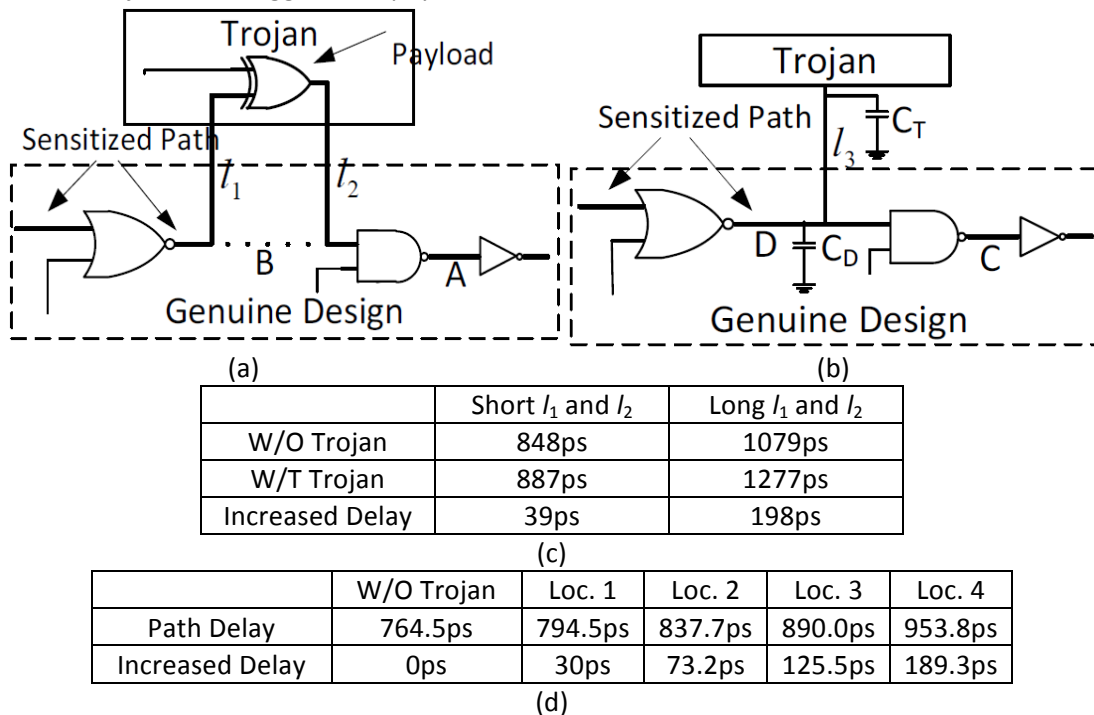 Trojan
Payload
Sensitized Path
l1
l2
B
A
Genuine Design
(a)
Trojan
Sensitized Path
CT
l3
D
CD
C
Genuine Design
(b)
Short l1 and l2 Long l1 and l2
W/O Trojan 848ps 1079ps
W/T Trojan 887ps 1277ps
Increased Delay 39ps 198ps
(c)
W/O Trojan Loc. 1 Loc. 2 Loc. 3 Loc. 4
Path Delay 764.5ps 794.5ps 837.7ps 890.0ps 953.8ps
Increased Delay 0ps 30ps 73.2ps 125.5ps 189.3ps
(d)